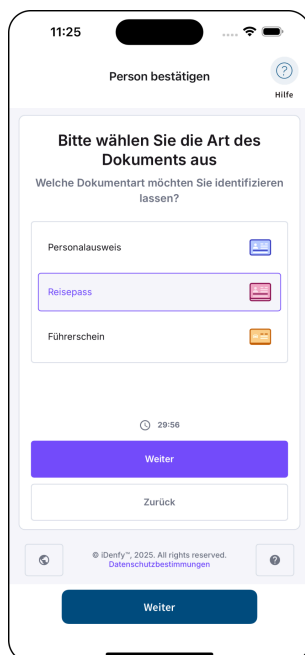 11:25
Person bestätigen
Hilfe
Bitte wählen Sie die Art des
Dokuments aus
Welche Dokumentart möchten Sie identifizieren
lassen?
Personalausweis
Reisepass
Führerschein
29:56
Weiter
Zurück
© iDenfy™, 2025. All rights reserved.
Datenschutzbestimmungen
Weiter